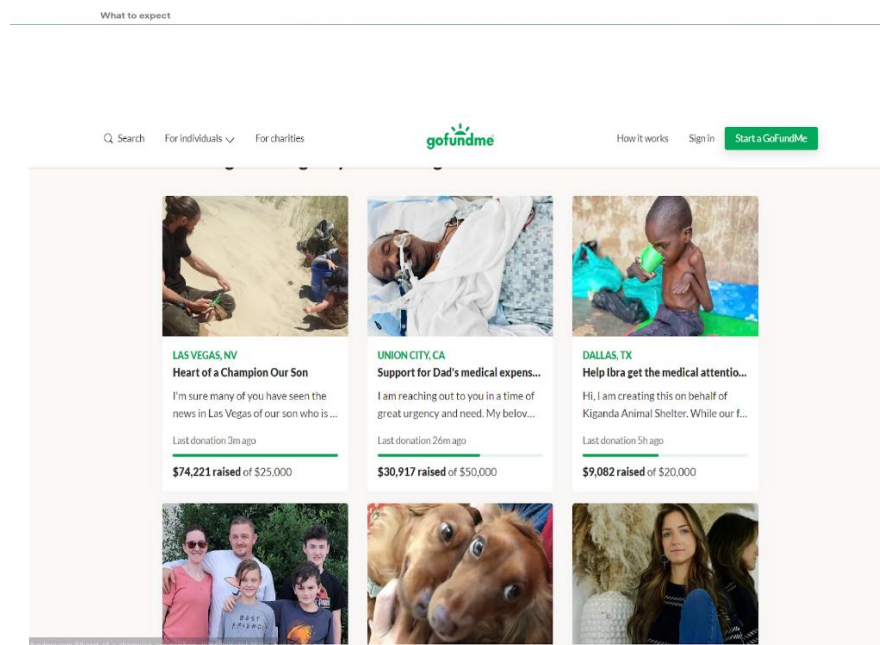 What to expect
Search For individuals For charities gofundme How it works Sign in Start a GoFundMe
LAS VEGAS, NV
Heart of a Champion Our Son
I'm sure many of you have seen the
news in Las Vegas of our son who is ...
Last donation 3m ago
$74,221 raised of $25,000
UNION CITY, CA
Support for Dad's medical expens...
I am reaching out to you in a time of
great urgency and need. My belov...
Last donation 26m ago
$30,917 raised of $50,000
DALLAS, TX
Help Ibra get the medical attentio...
Hi, I am creating this on behalf of
Kiganda Animal Shelter. While our f...
Last donation 5h ago
$9,082 raised of $20,000
BEST
FRIENDS